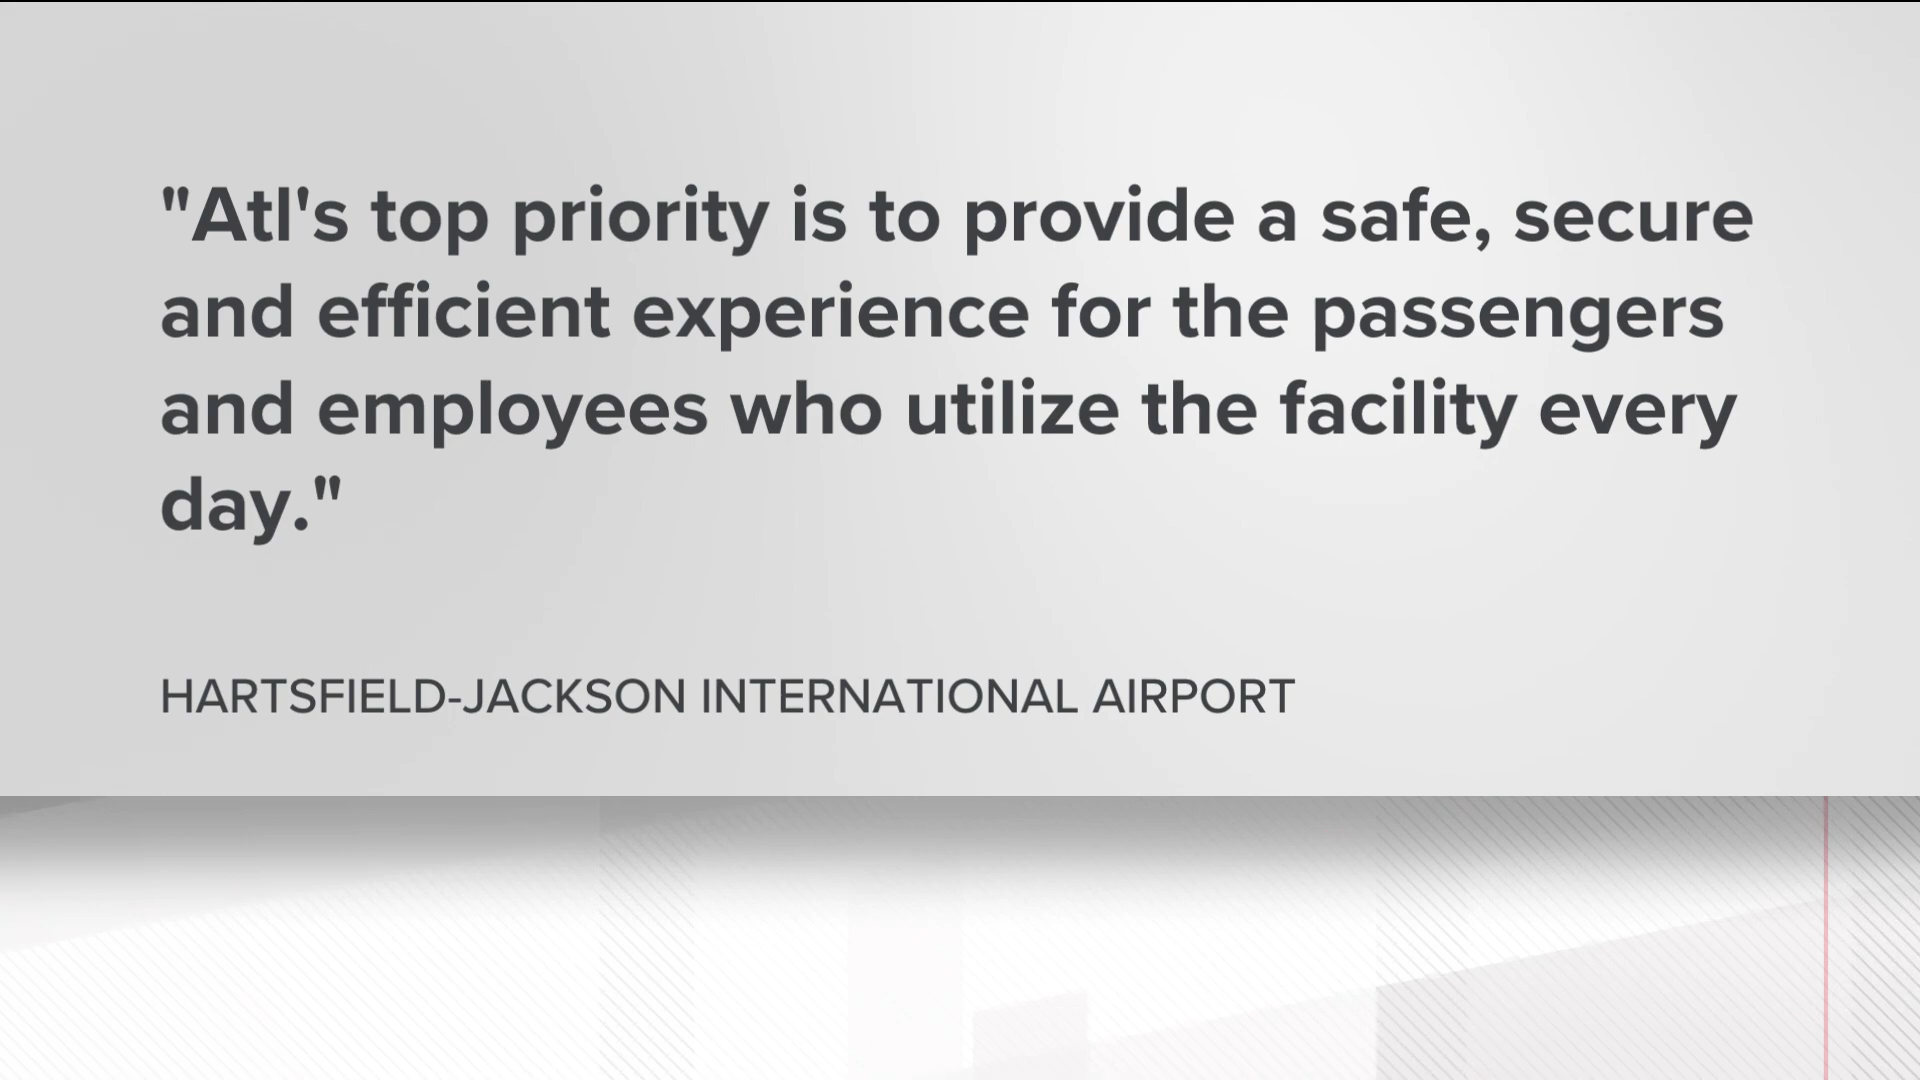 "Atl's top priority is to provide a safe, secure
and efficient experience for the passengers
and employees who utilize the facility every
day."
HARTSFIELD-JACKSON INTERNATIONAL AIRPORT